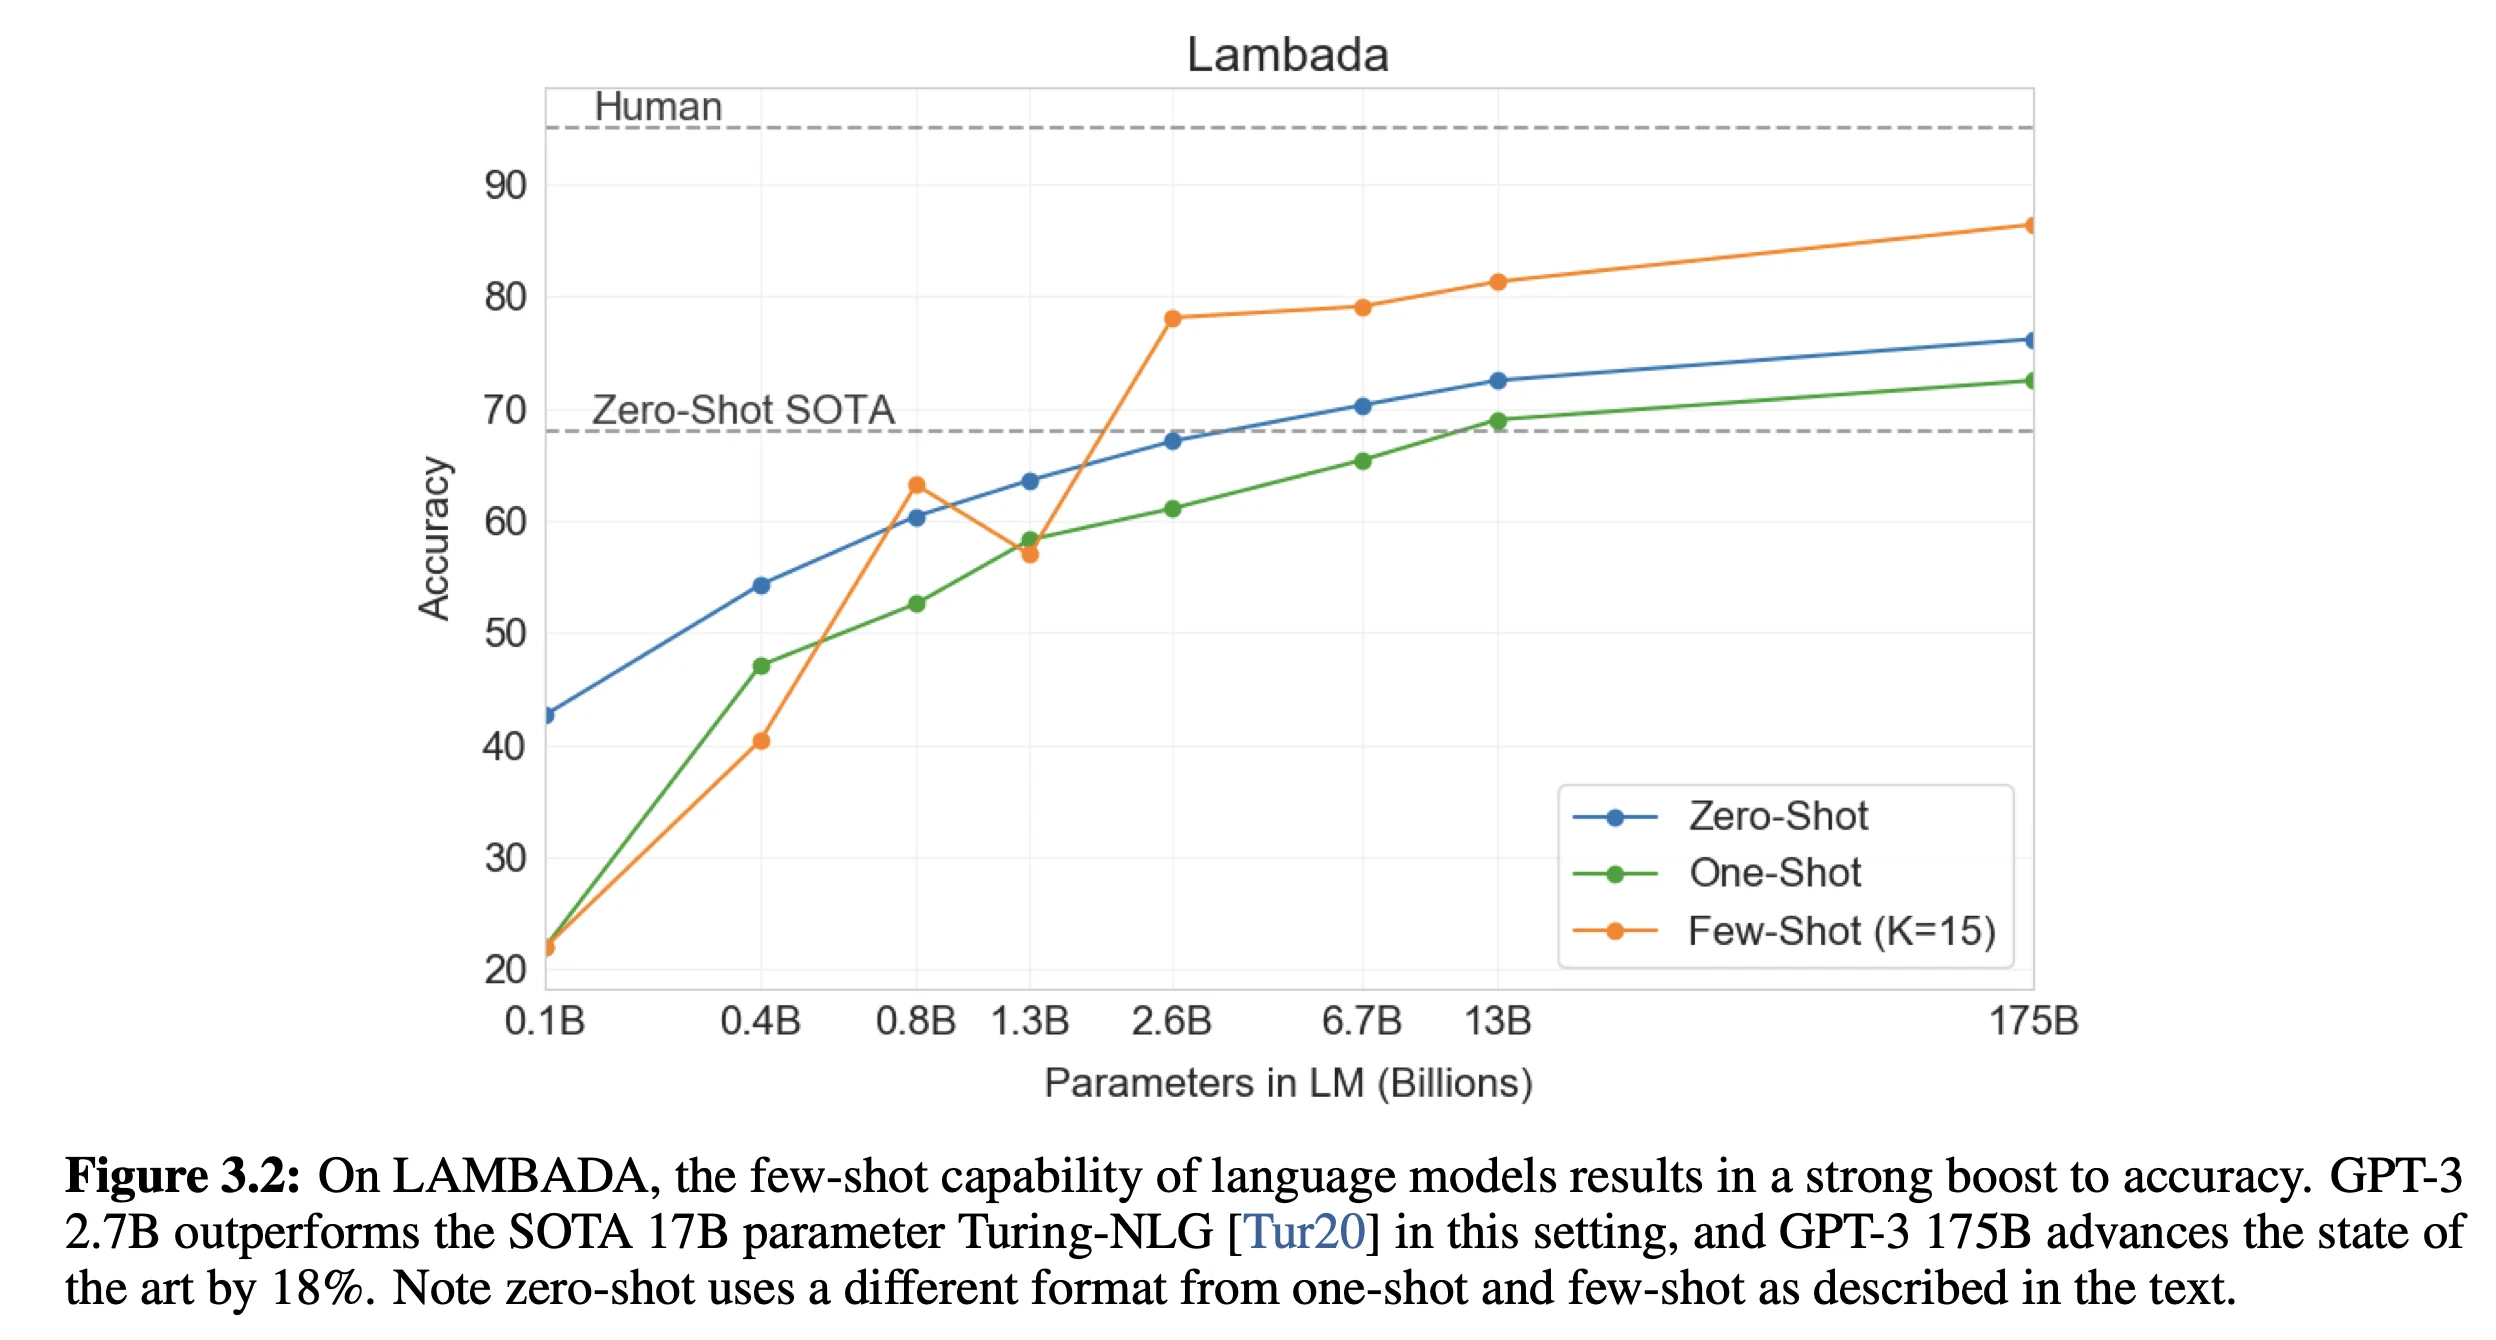 Lambada
Human
90
80
70
Zero-Shot SOTA
60
50
40
30
20
Accuracy
Zero-Shot
One-Shot
Few-Shot (K=15)
0.1B 0.4B 0.8B 1.3B 2.6B 6.7B 13B 175B
Parameters in LM (Billions)
Figure 3.2: On LAMBADA, the few-shot capability of language models results in a strong boost to accuracy. GPT-3
2.7B outperforms the SOTA 17B parameter Turing-NLG [Tur20] in this setting, and GPT-3 175B advances the state of
the art by 18%. Note zero-shot uses a different format from one-shot and few-shot as described in the text.